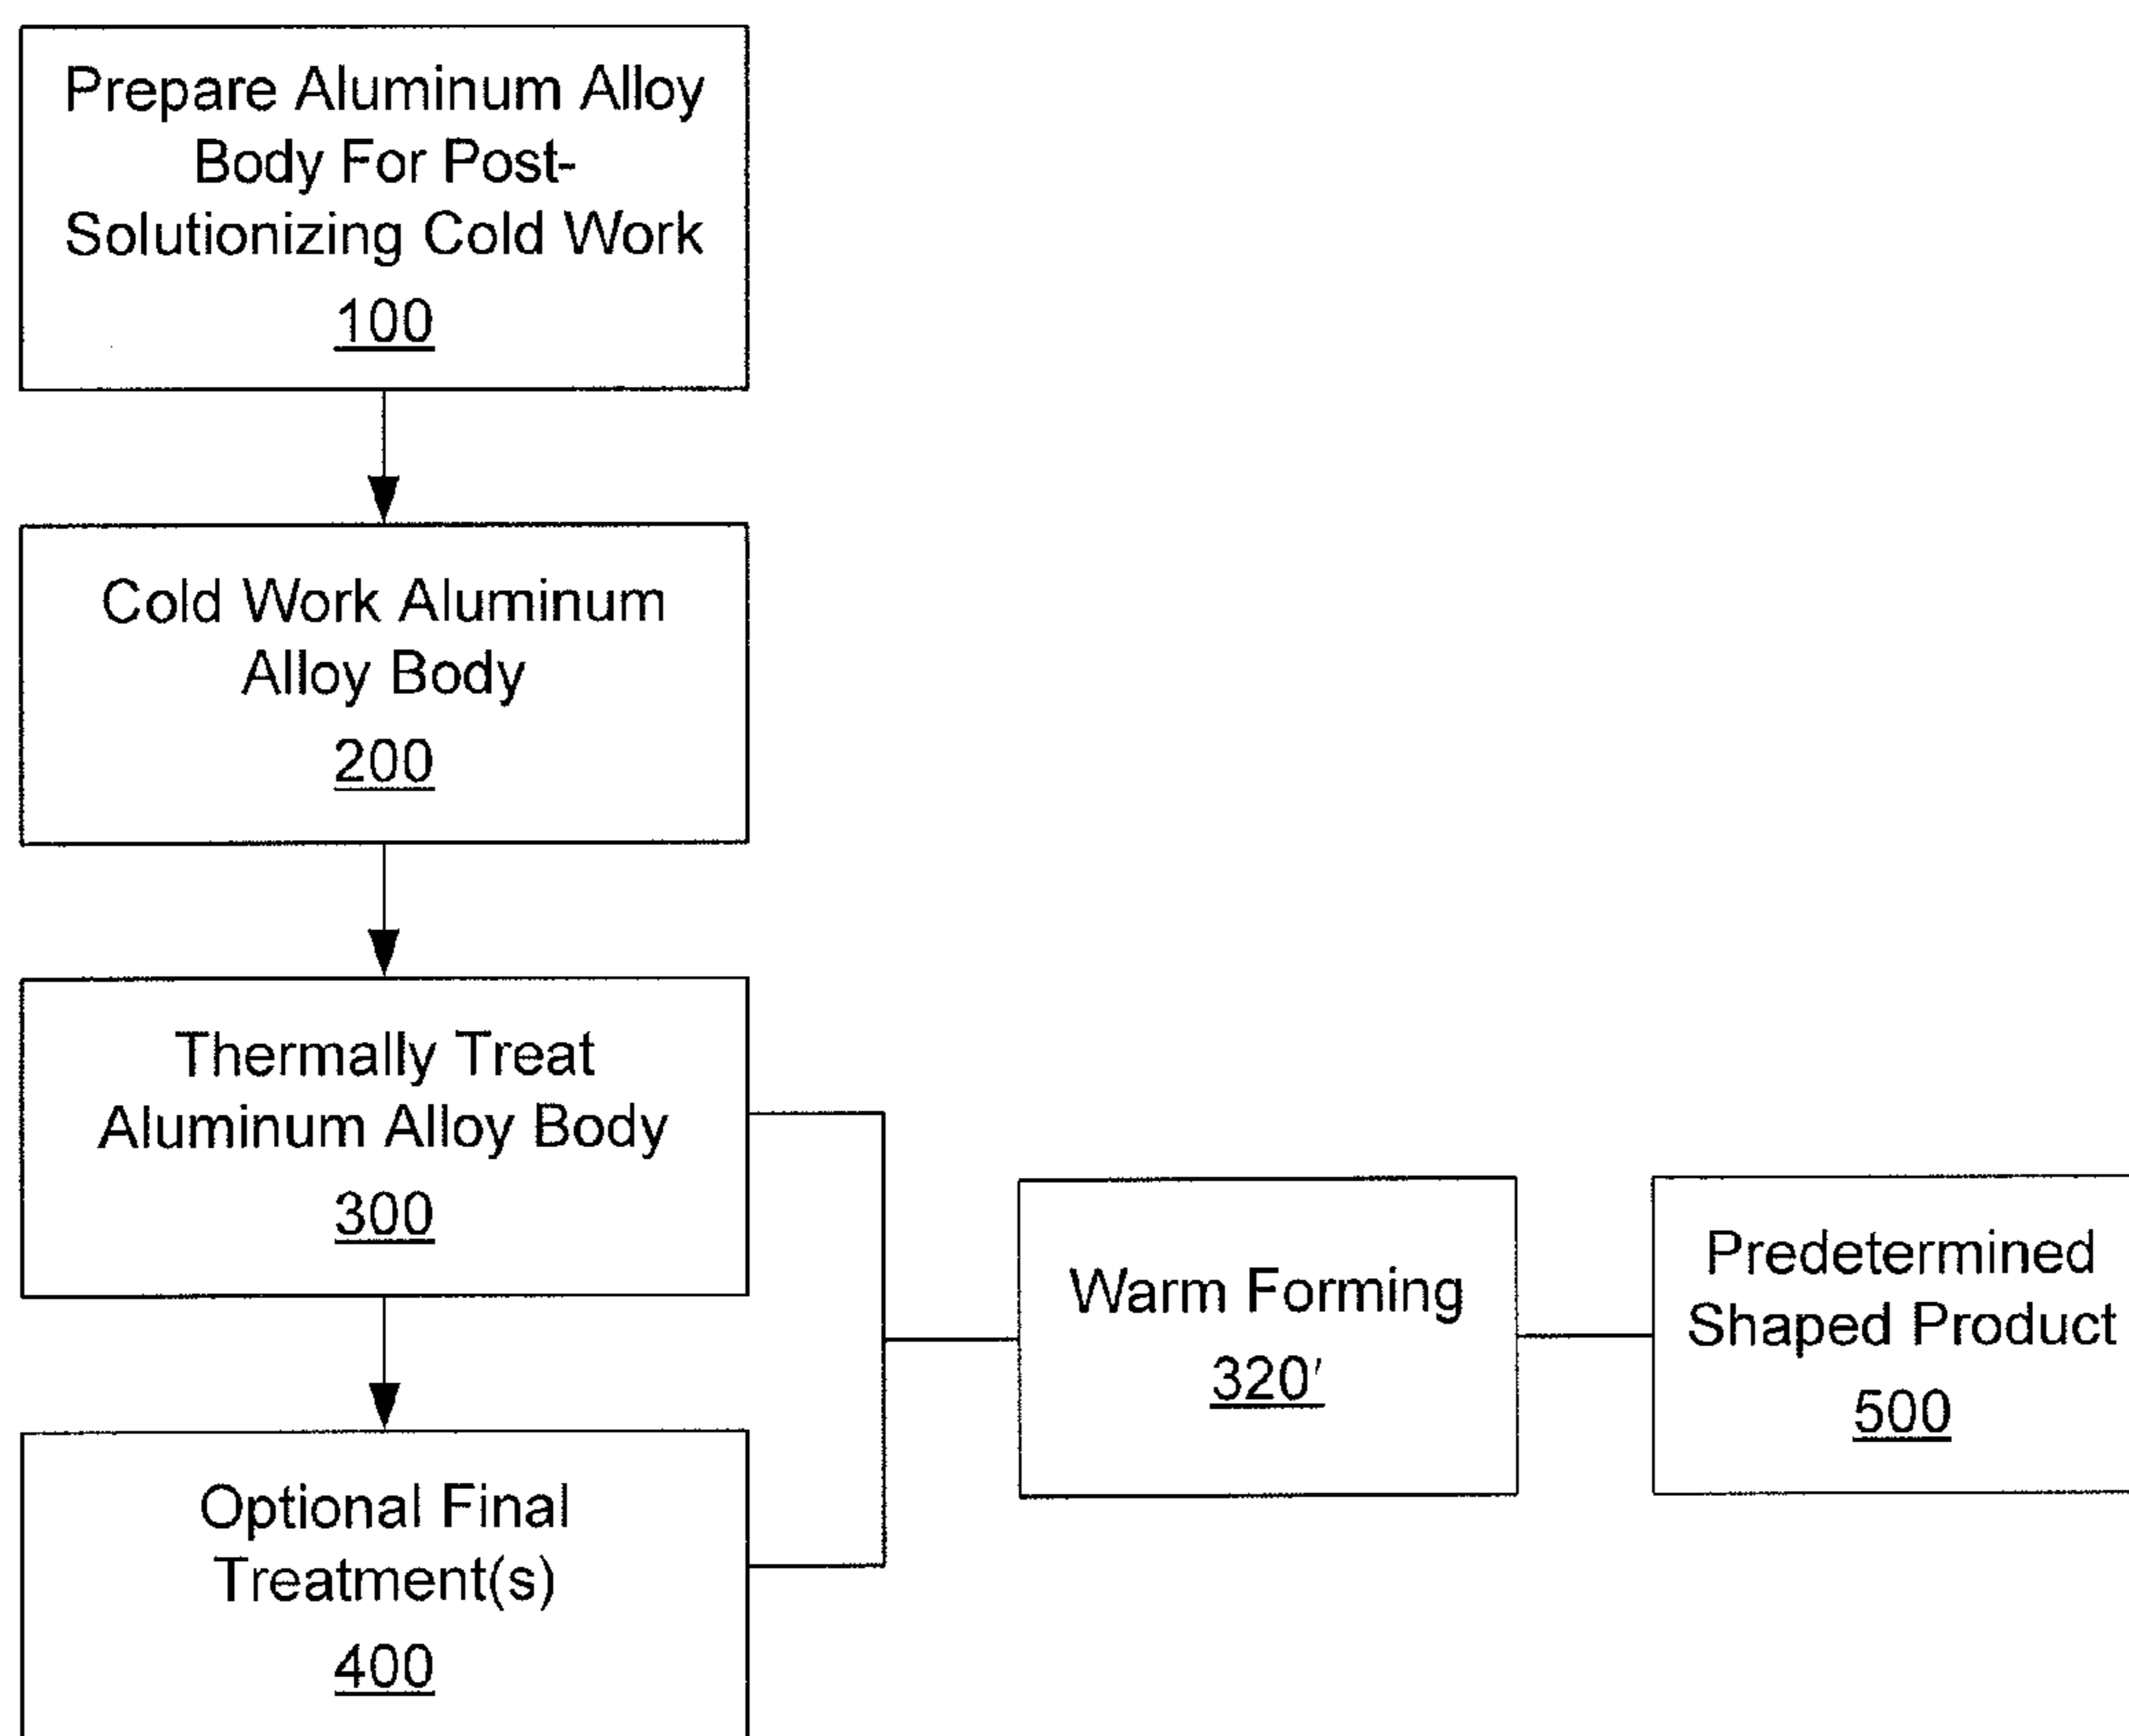 Prepare Aluminum Alloy
Body For Post-
Solutionizing Cold Work
100
Cold Work Aluminum
Alloy Body
200
Thermally Treat
Aluminum Alloy Body
300
Optional Final
Treatment(s)
400
Warm Forming
320'
Predetermined
Shaped Product
500